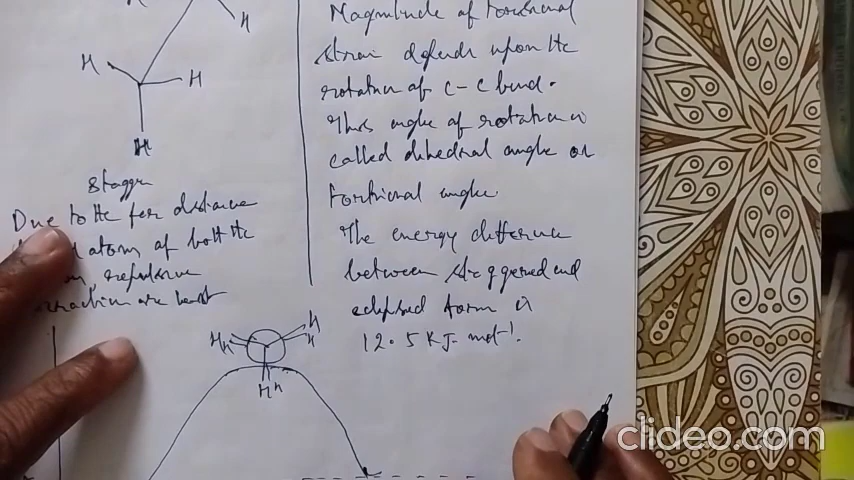 H
H
H
H
Stagger
Due to the far distance
atom of both the
repulsive
are least
Magnitude of torsional
strain depends upon the
rotation of C-C bond.
This angle of rotation is
called dihedral angle or
torsional angle.
The energy difference
between staggered and
eclipsed form is
12.5 KJ mol-1.
H
H H
H H
H
clideo.com